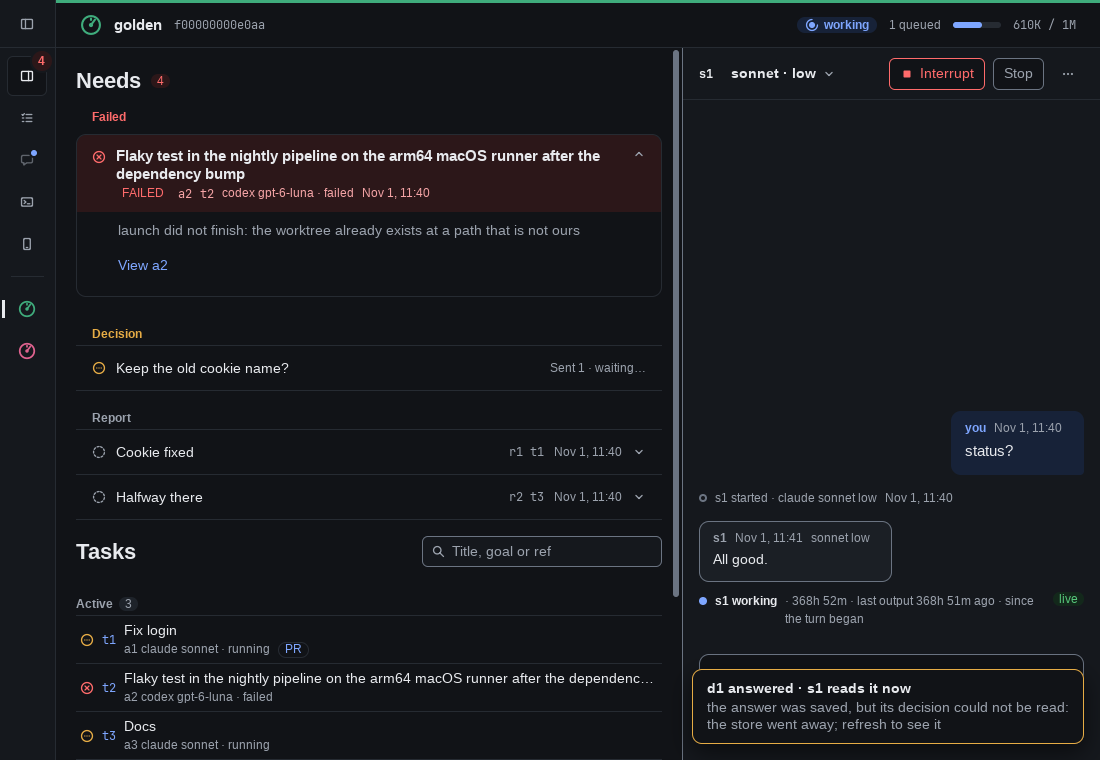 golden f00000000e0aa
working 1 queued 610K / 1M
4
Needs 4
Failed
Flaky test in the nightly pipeline on the arm64 macOS runner after the
dependency bump
FAILED a2 t2 codex gpt-6-luna · failed Nov 1, 11:40
launch did not finish: the worktree already exists at a path that is not ours
View a2
Decision
Keep the old cookie name? Sent 1 · waiting…
Report
Cookie fixed r1 t1 Nov 1, 11:40
Halfway there r2 t3 Nov 1, 11:40
Tasks Title, goal or ref
Active 3
t1 Fix login
a1 claude sonnet · running PR
t2 Flaky test in the nightly pipeline on the arm64 macOS runner after the dependenc…
a2 codex gpt-6-luna · failed
t3 Docs
a3 claude sonnet · running
s1 sonnet · low Interrupt Stop
you Nov 1, 11:40
status?
s1 started · claude sonnet low Nov 1, 11:40
s1 Nov 1, 11:41 sonnet low
All good.
s1 working · 368h 52m · last output 368h 51m ago · since live
the turn began
d1 answered · s1 reads it now
the answer was saved, but its decision could not be read:
the store went away; refresh to see it